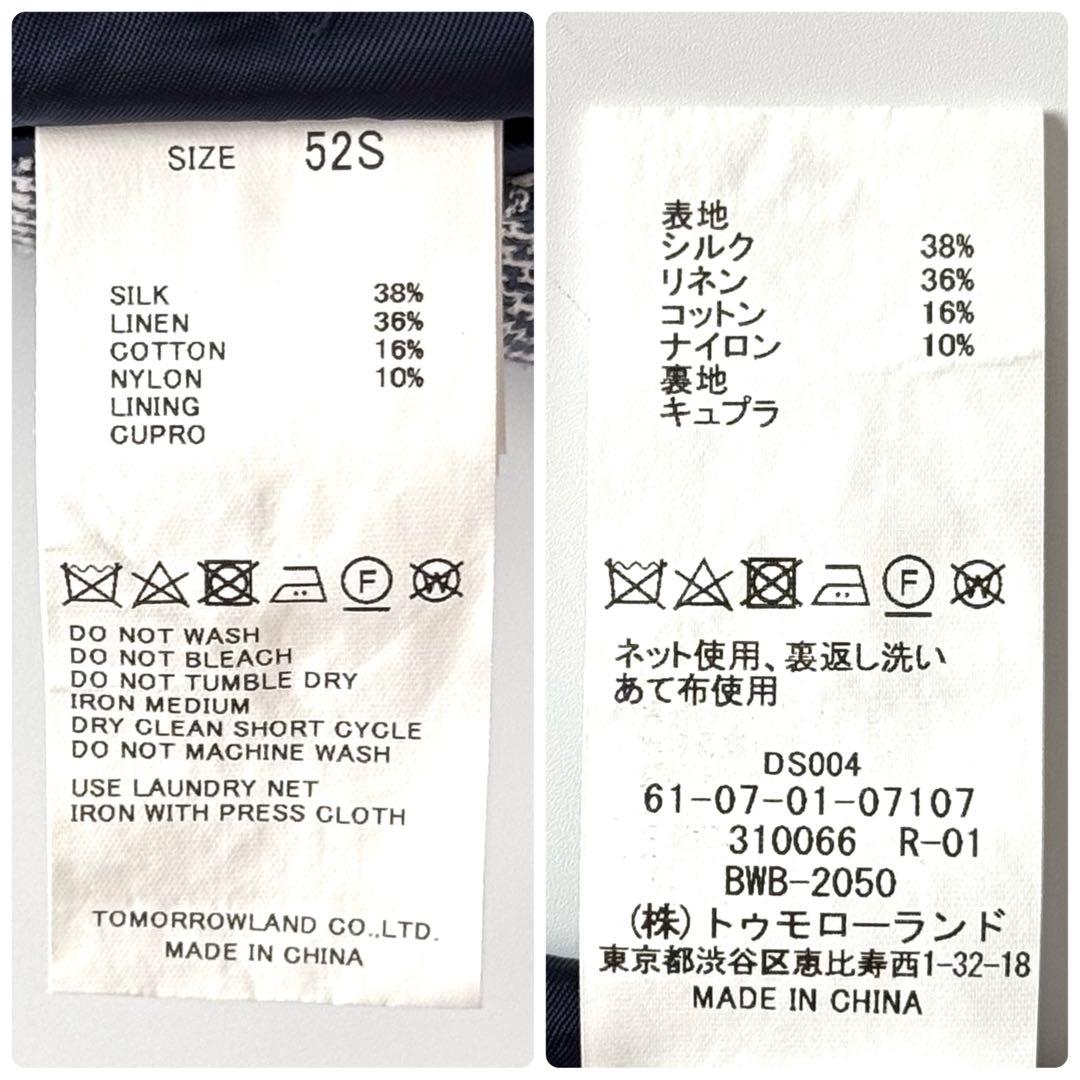 SIZE 52S
SILK 38%
LINEN 36%
COTTON 16%
NYLON 10%
LINING
CUPRO
F W
DO NOT WASH
DO NOT BLEACH
DO NOT TUMBLE DRY
IRON MEDIUM
DRY CLEAN SHORT CYCLE
DO NOT MACHINE WASH
USE LAUNDRY NET
IRON WITH PRESS CLOTH
TOMORROWLAND CO.,LTD.
MADE IN CHINA
表地
シルク 38%
リネン 36%
コットン 16%
ナイロン 10%
裏地
キュプラ
F W
ネット使用、裏返し洗い
あて布使用
DS004
61-07-01-07107
310066 R-01
BWB-2050
(株)トゥモローランド
東京都渋谷区恵比寿西1-32-18
MADE IN CHINA